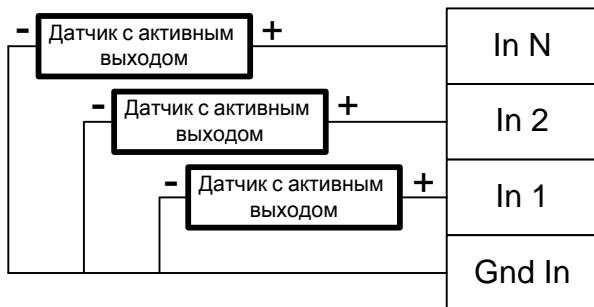 - Датчик с активным +
выходом
In N
- Датчик с активным +
выходом
In 2
- Датчик с активным +
выходом
In 1
Gnd In